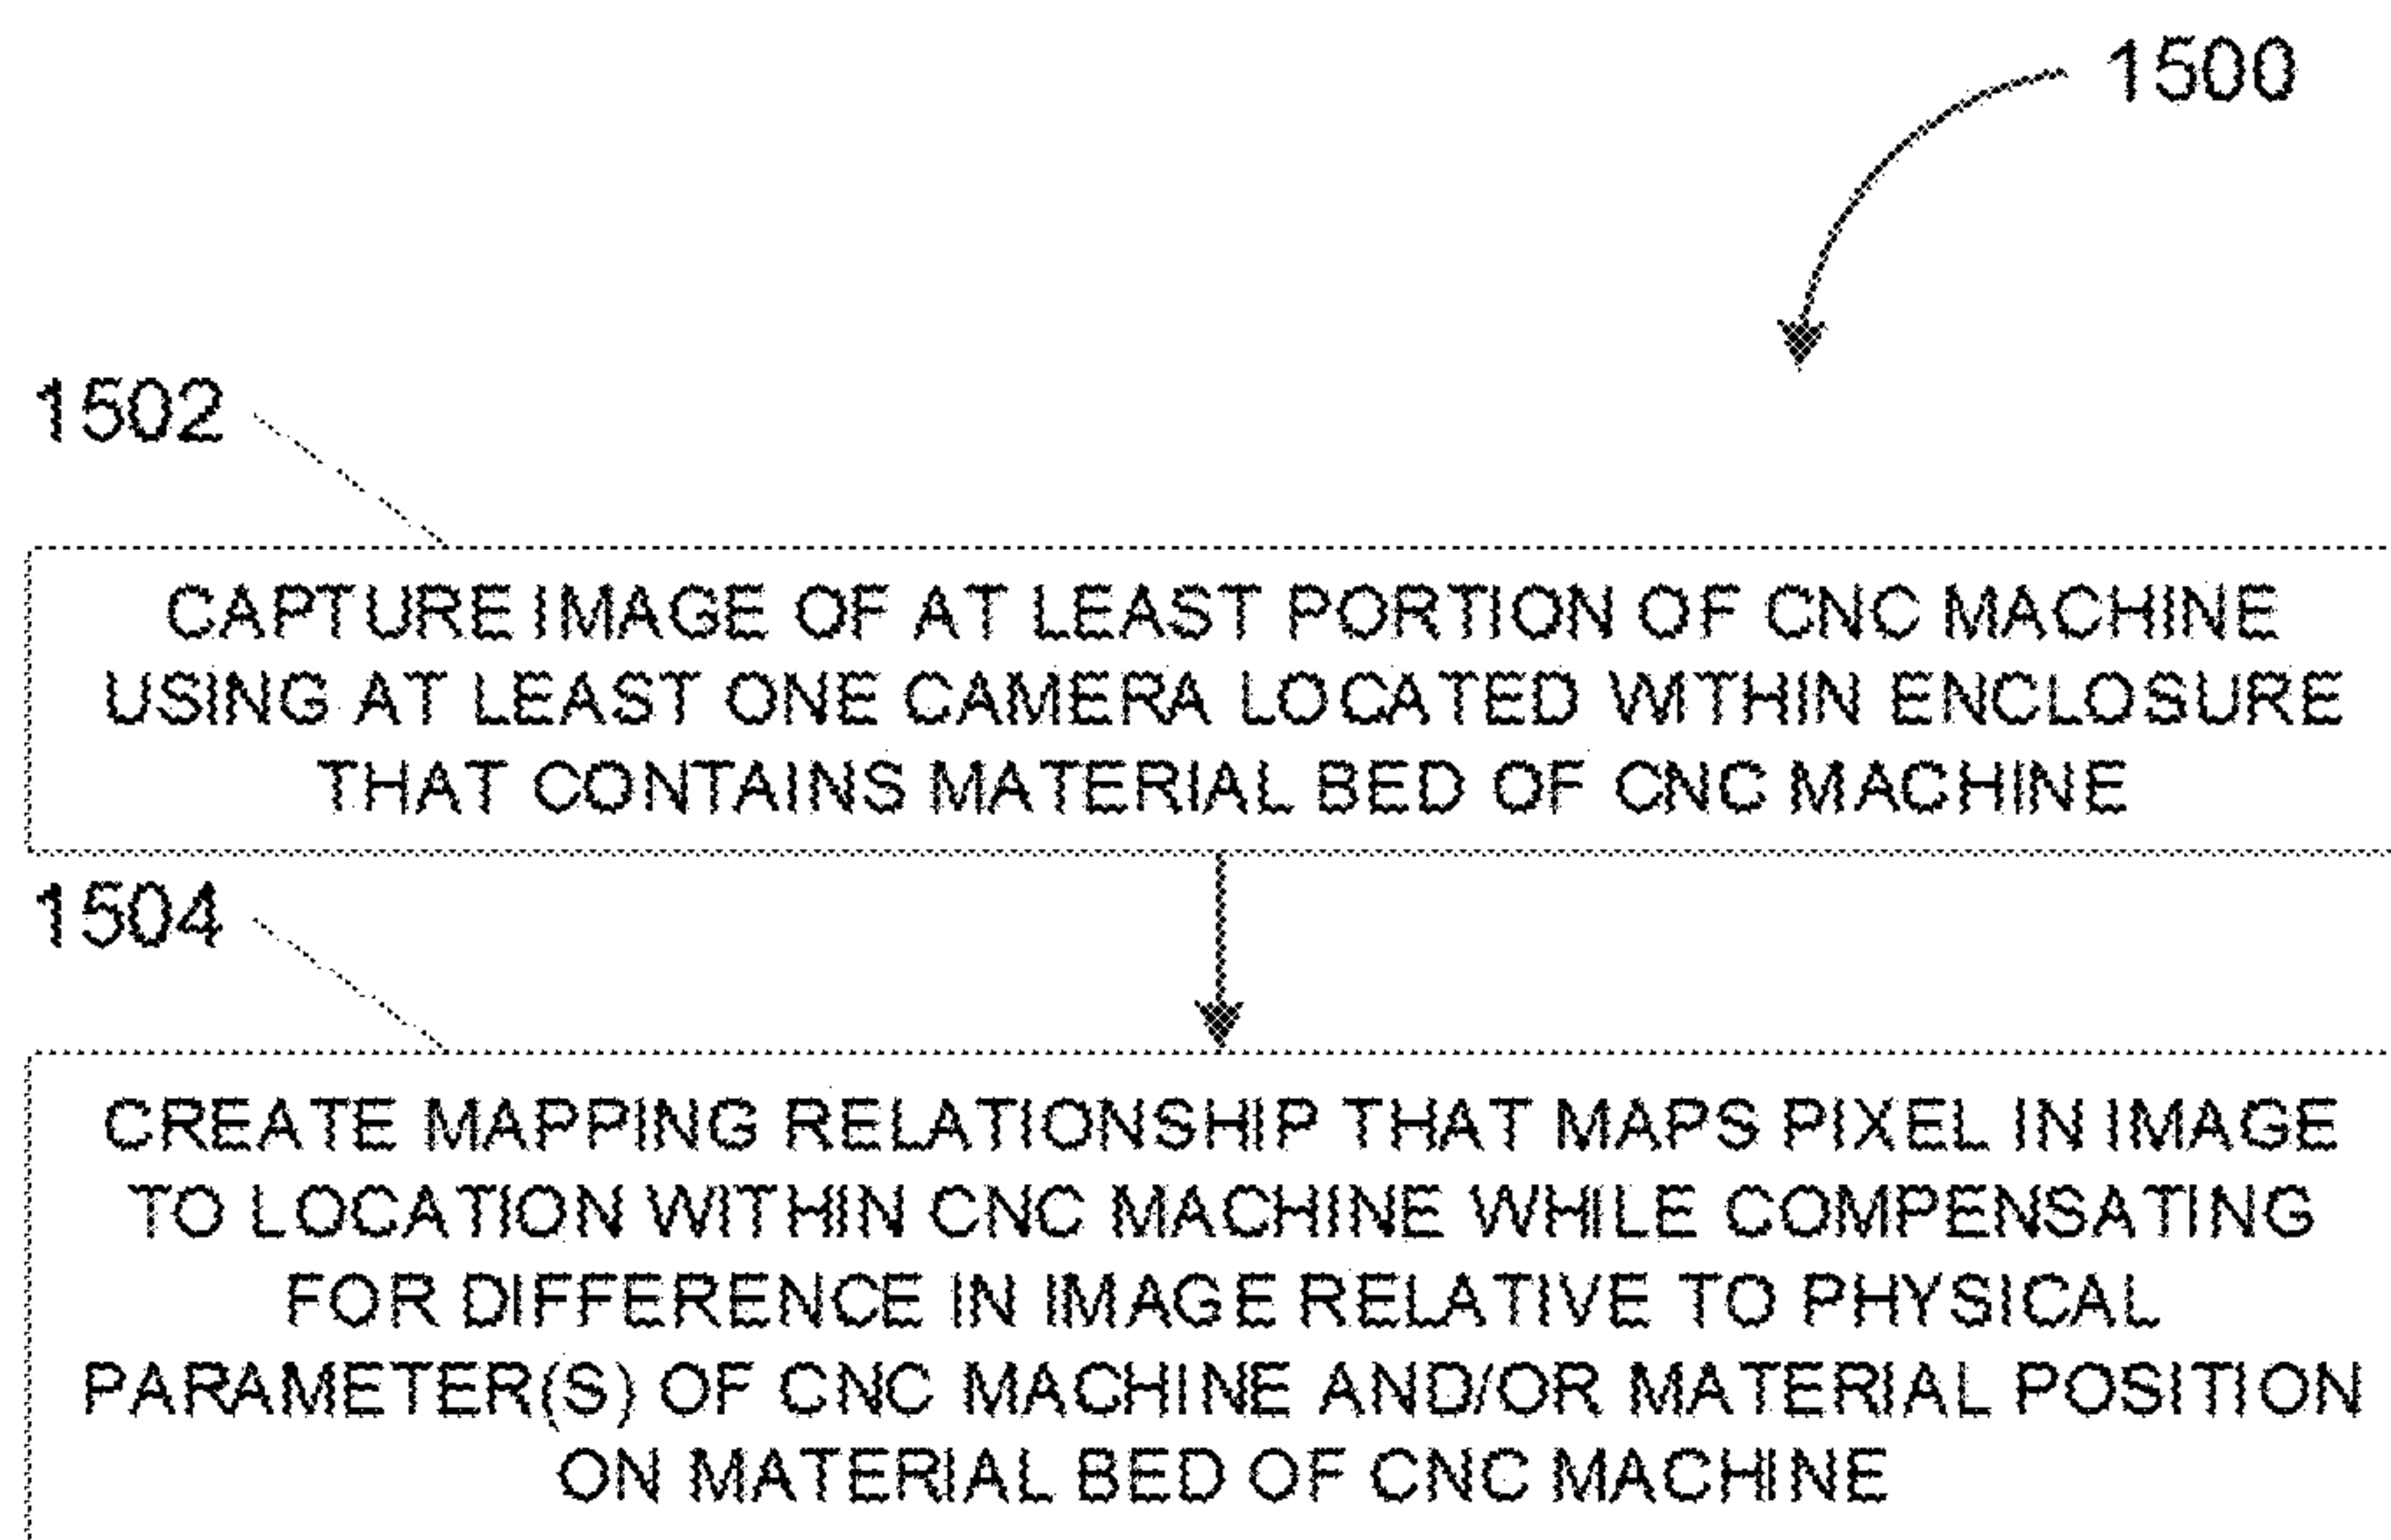 1500
1502
CAPTURE IMAGE OF AT LEAST PORTION OF CNC MACHINE
USING AT LEAST ONE CAMERA LOCATED WITHIN ENCLOSURE
THAT CONTAINS MATERIAL BED OF CNC MACHINE
1504
CREATE MAPPING RELATIONSHIP THAT MAPS PIXEL IN IMAGE
TO LOCATION WITHIN CNC MACHINE WHILE COMPENSATING
FOR DIFFERENCE IN IMAGE RELATIVE TO PHYSICAL
PARAMETER(S) OF CNC MACHINE AND/OR MATERIAL POSITION
ON MATERIAL BED OF CNC MACHINE